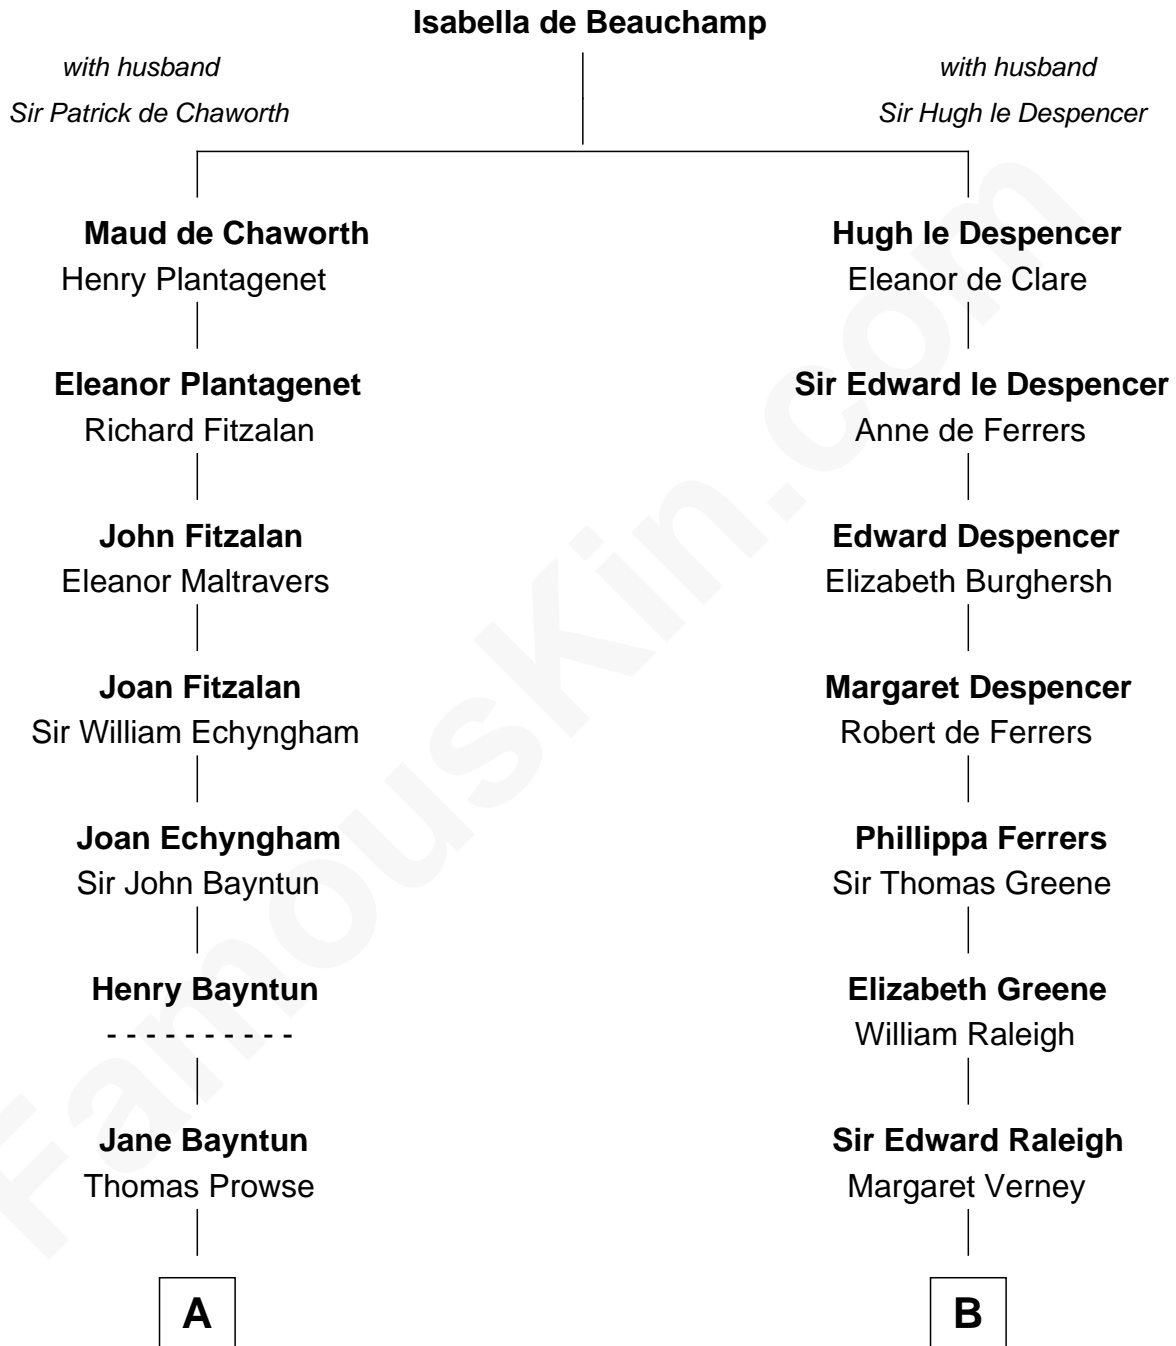 Isabella de Beauchamp
with husband
Sir Patrick de Chaworth
with husband
Sir Hugh le Despencer
Maud de Chaworth
Henry Plantagenet
Hugh le Despencer
Eleanor de Clare
Eleanor Plantagenet
Richard Fitzalan
Sir Edward le Despencer
Anne de Ferrers
John Fitzalan
Eleanor Maltravers
Edward Despencer
Elizabeth Burghersh
Joan Fitzalan
Sir William Echyngham
Margaret Despencer
Robert de Ferrers
Joan Echyngham
Sir John Bayntun
Phillippa Ferrers
Sir Thomas Greene
Henry Bayntun
- - - - - - - - - -
Elizabeth Greene
William Raleigh
Jane Bayntun
Thomas Prowse
Sir Edward Raleigh
Margaret Verney
A
B
FamousKin.com